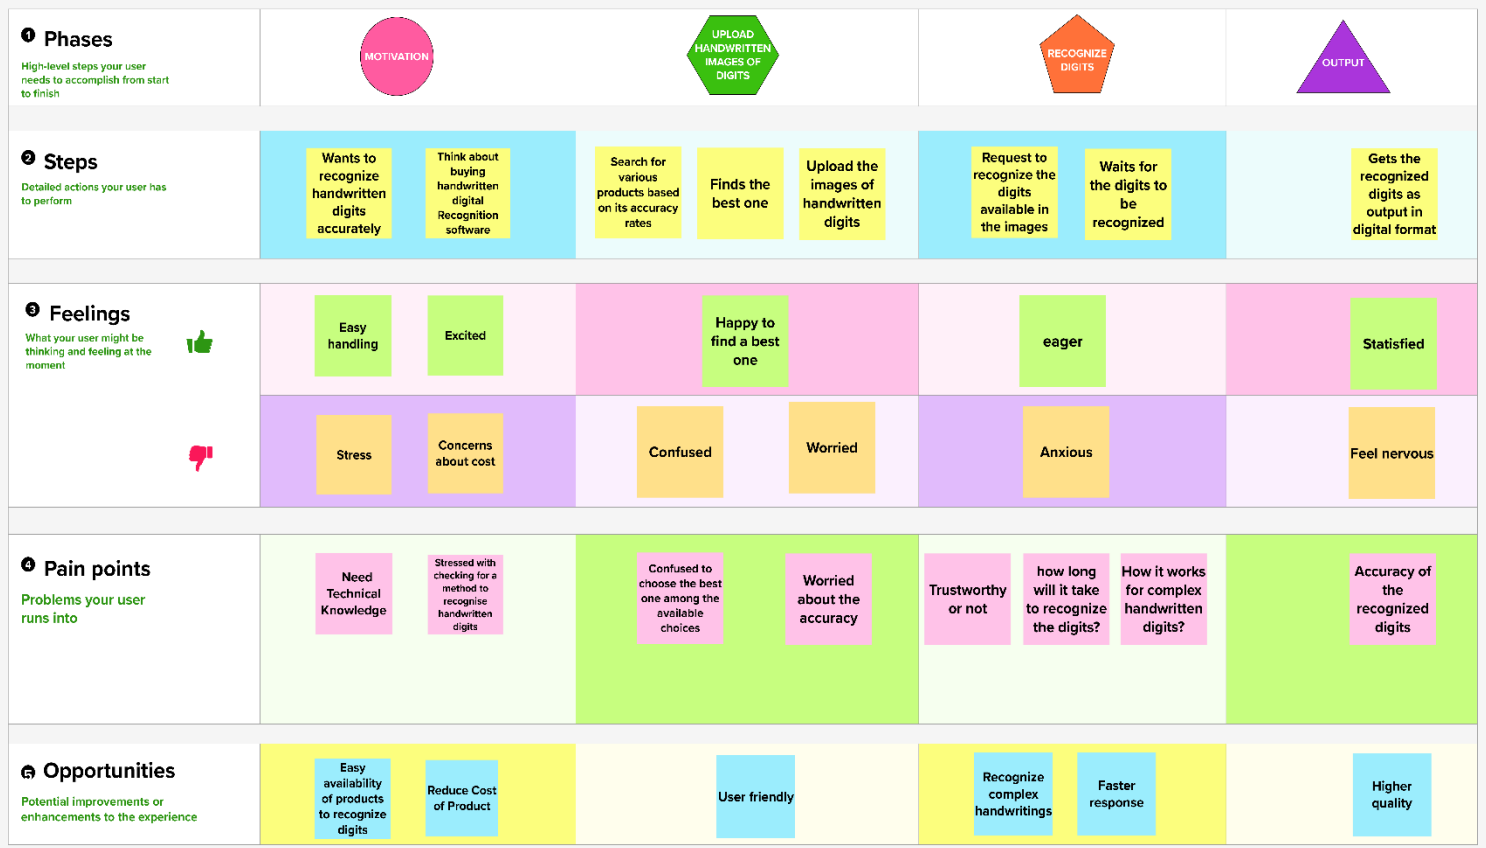 1 Phases
High-level steps your user
needs to accomplish from start
to finish
MOTIVATION
UPLOAD
HANDWRITTEN
IMAGES OF
DIGITS
RECOGNIZE
DIGITS
OUTPUT
2 Steps
Detailed actions your user has
to perform
Wants to
recognize
handwritten
digits
accurately
Think about
buying
handwritten
digital
Recognition
software
Search for
various
products based
on its accuracy
rates
Finds the
best one
Upload the
images of
handwritten
digits
Request to
recognize the
digits
available in
the images
Waits for
the digits to
be
recognized
Gets the
recognized
digits as
output in
digital format
3 Feelings
What your user might be
thinking and feeling at the
moment
Easy
handling
Excited
Happy to
find a best
one
eager
Statisfied
Stress
Concerns
about cost
Confused
Worried
Anxious
Feel nervous
4 Pain points
Problems your user
runs into
Need
Technical
Knowledge
Stressed with
checking for a
method to
recognise
handwritten
digits
Confused to
choose the best
one among the
available
choices
Worried
about the
accuracy
Trustworthy
or not
how long
will it take
to recognize
the digits?
How it works
for complex
handwritten
digits?
Accuracy of
the
recognized
digits
5 Opportunities
Potential improvements or
enhancements to the experience
Easy
availability
of products
to recognize
digits
Reduce Cost
of Product
User friendly
Recognize
complex
handwritings
Faster
response
Higher
quality